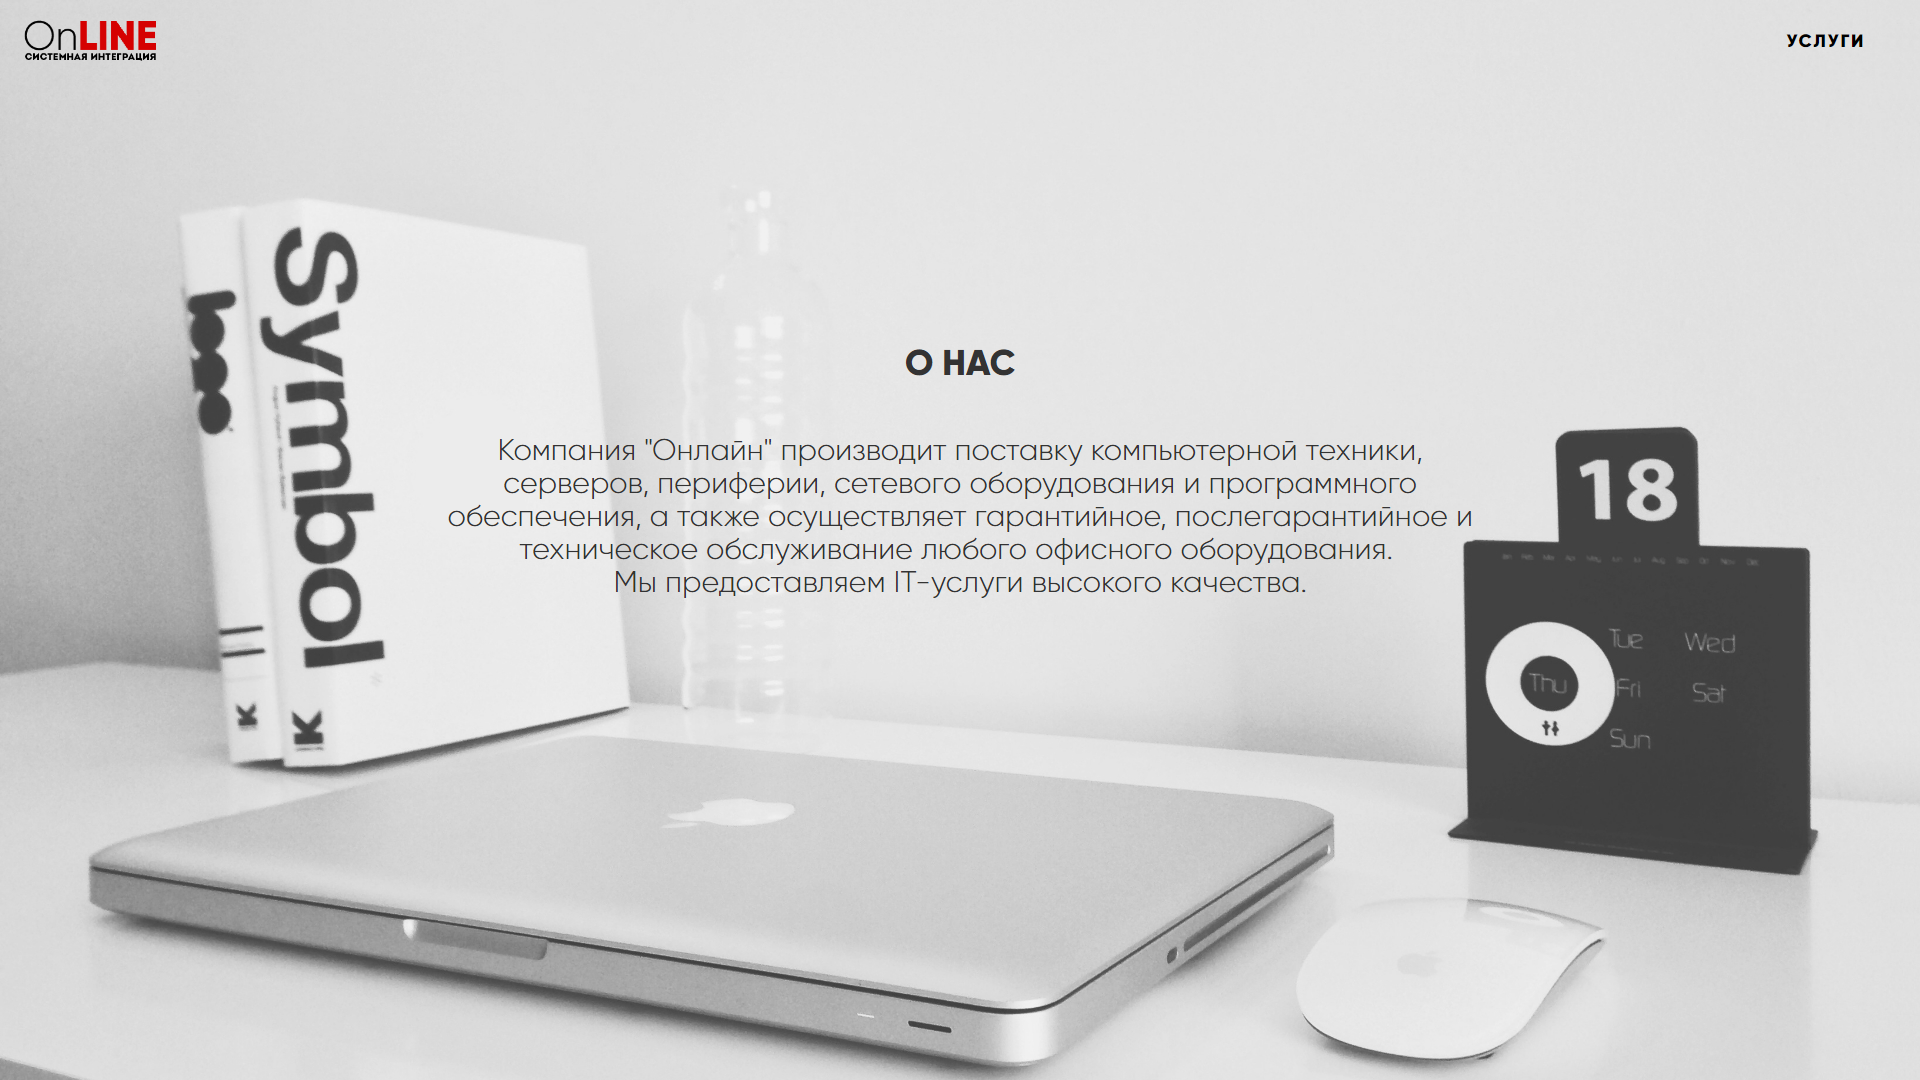 OnLINE
СИСТЕМНАЯ ИНТЕГРАЦИЯ
УСЛУГИ
logo
Symbol
О НАС
Компания "Онлайн" производит поставку компьютерной техники,
серверов, периферии, сетевого оборудования и программного
обеспечения, а также осуществляет гарантийное, послегарантийное и
техническое обслуживание любого офисного оборудования.
Мы предоставляем IT-услуги высокого качества.
18
Tue Wed
Thu Fri Sat
Sun
K
K